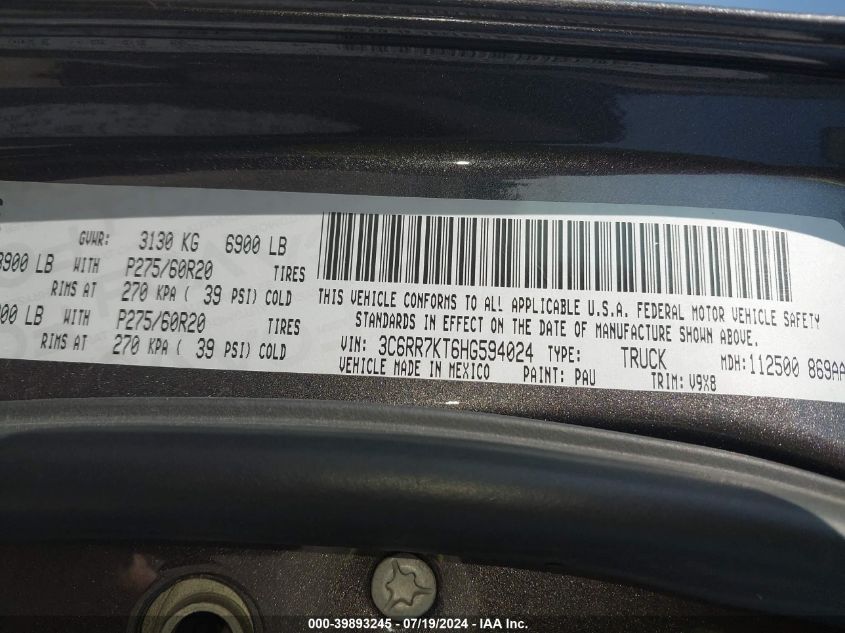 GVWR: 3130 KG 6900 LB
3900 LB WITH P275/60R20 TIRES
RIMS AT 270 KPA ( 39 PSI) COLD
00 LB WITH P275/60R20 TIRES
RIMS AT 270 KPA ( 39 PSI) COLD
THIS VEHICLE CONFORMS TO ALL APPLICABLE U.S.A. FEDERAL MOTOR VEHICLE SAFETY
STANDARDS IN EFFECT ON THE DATE OF MANUFACTURE SHOWN ABOVE.
VIN: 3C6RR7KT6HG594024 TYPE: TRUCK MDH:112500 869AA
VEHICLE MADE IN MEXICO PAINT: PAU TRIM: V9X8
000-39893245 - 07/19/2024 - IAAI.com